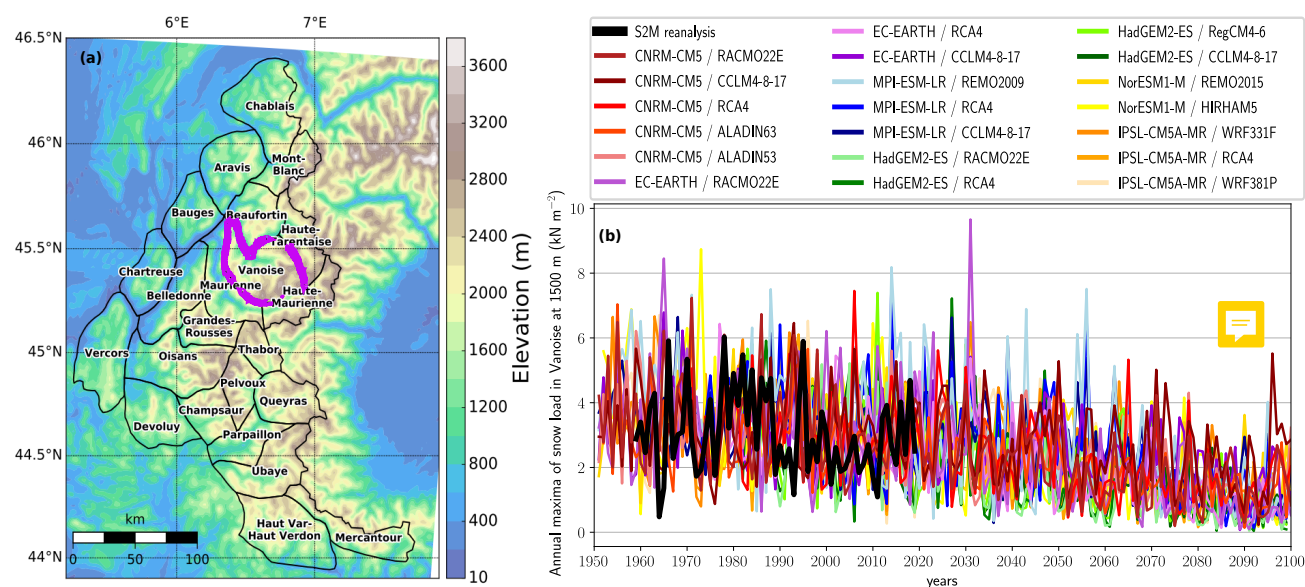 6°E 7°E
46.5°N
46°N
45.5°N
45°N
44.5°N
44°N
(a)
Chablais
Mont-
Blanc
Aravis
Bauges
Beaufortin
Haute-
Tarentaise
Chartreuse
Vanoise
Belledonne
Maurienne
Haute-
Maurienne
Grandes-
Rousses
Vercors
Oisans
Thabor
Pelvoux
Queyras
Champsaur
Devoluy
Parpaillon
Ubaye
Haut Var-
Haut Verdon
Mercantour
km
0 50 100
3600
3200
2800
2400
2000
1600
1200
800
400
10
Elevation (m)
S2M reanalysis
CNRM-CM5 / RACMO22E
CNRM-CM5 / CCLM4-8-17
CNRM-CM5 / RCA4
CNRM-CM5 / ALADIN63
CNRM-CM5 / ALADIN53
EC-EARTH / RACMO22E
EC-EARTH / RCA4
EC-EARTH / CCLM4-8-17
MPI-ESM-LR / REMO2009
MPI-ESM-LR / RCA4
MPI-ESM-LR / CCLM4-8-17
HadGEM2-ES / RACMO22E
HadGEM2-ES / RCA4
HadGEM2-ES / RegCM4-6
HadGEM2-ES / CCLM4-8-17
NorESM1-M / REMO2015
NorESM1-M / HIRHAM5
IPSL-CM5A-MR / WRF331F
IPSL-CM5A-MR / RCA4
IPSL-CM5A-MR / WRF381P
(b)
Annual maxima of snow load in Vanoise at 1500 m (kN m⁻²)
10
8
6
4
2
0
1950 1960 1970 1980 1990 2000 2010 2020 2030 2040 2050 2060 2070 2080 2090 2100
years